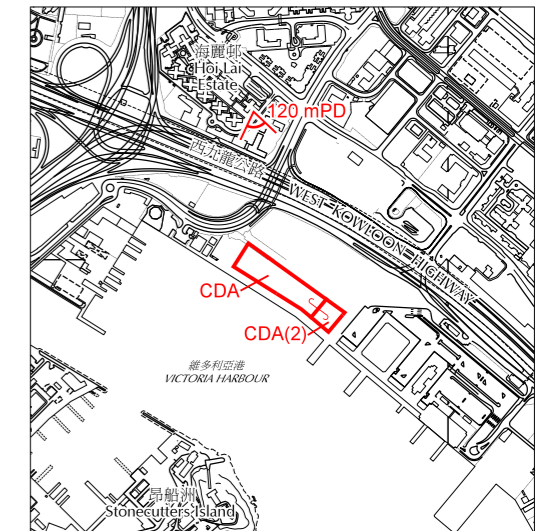 海麗邨
Hoi Lai
Estate
120 mPD
西九龍公路
WEST KOWLOON HIGHWAY
CDA
CDA(2)
維多利亞港
VICTORIA HARBOUR
昂船洲
Stonecutters Island